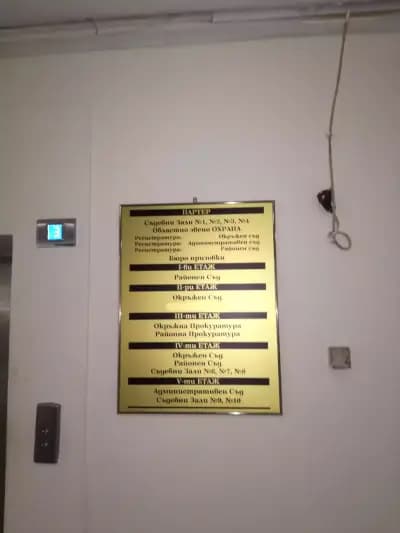 ПАРТЕР
Съдебни Зали №1, №2, №3, №4
Областно звено ОХРАНА
Регистратура: Окръжен съд
Регистратура: Административен съд
Регистратура: Районен съд
Бюро призовки
I-ви ЕТАЖ
Районен Съд
II-ри ЕТАЖ
Окръжен Съд
III-ти ЕТАЖ
Окръжна Прокуратура
Районна Прокуратура
IV-ти ЕТАЖ
Окръжен Съд
Районен Съд
Съдебни Зали №6, №7, №8
V-ти ЕТАЖ
Административен Съд
Съдебни Зали №9, №10